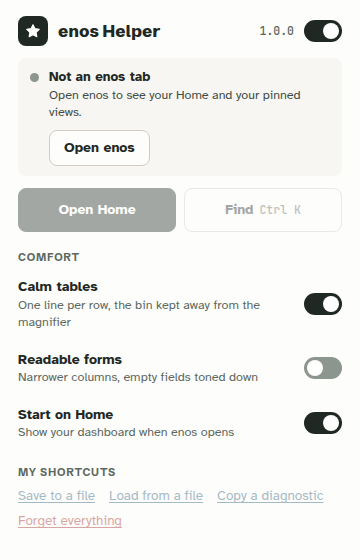 enos Helper 1.0.0
Not an enos tab
Open enos to see your Home and your pinned
views.
Open enos
Open Home
Find Ctrl K
COMFORT
Calm tables
One line per row, the bin kept away from the
magnifier
Readable forms
Narrower columns, empty fields toned down
Start on Home
Show your dashboard when enos opens
MY SHORTCUTS
Save to a file Load from a file Copy a diagnostic
Forget everything